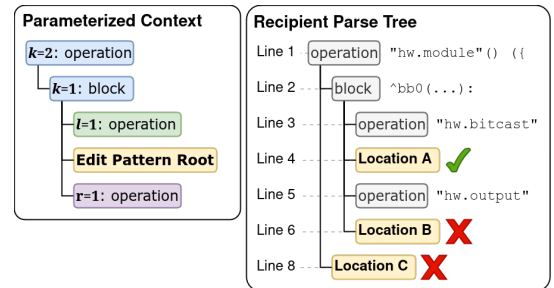 Parameterized Context
k=2: operation
k=1: block
l=1: operation
Edit Pattern Root
r=1: operation
Recipient Parse Tree
Line 1 operation "hw.module"() ({
Line 2 block ^bb0(...):
Line 3 operation "hw.bitcast"
Line 4 Location A
Line 5 operation "hw.output"
Line 6 Location B
Line 8 Location C